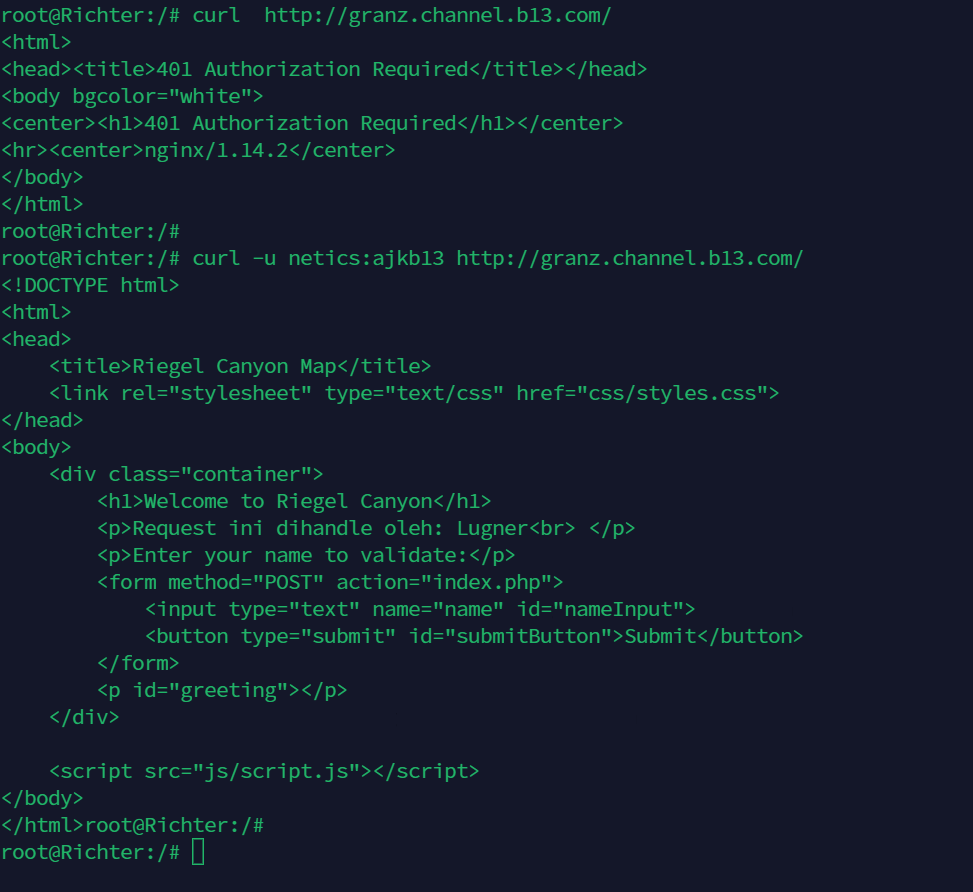 root@Richter:/# curl  http://granz.channel.b13.com/
<html>
<head><title>401 Authorization Required</title></head>
<body bgcolor="white">
<center><h1>401 Authorization Required</h1></center>
<hr><center>nginx/1.14.2</center>
</body>
</html>
root@Richter:/#
root@Richter:/# curl -u netics:ajkb13 http://granz.channel.b13.com/
<!DOCTYPE html>
<html>
<head>
    <title>Riegel Canyon Map</title>
    <link rel="stylesheet" type="text/css" href="css/styles.css">
</head>
<body>
    <div class="container">
        <h1>Welcome to Riegel Canyon</h1>
        <p>Request ini dihandle oleh: Lugner<br> </p>
        <p>Enter your name to validate:</p>
        <form method="POST" action="index.php">
            <input type="text" name="name" id="nameInput">
            <button type="submit" id="submitButton">Submit</button>
        </form>
        <p id="greeting"></p>
    </div>

    <script src="js/script.js"></script>
</body>
</html>root@Richter:/#
root@Richter:/#